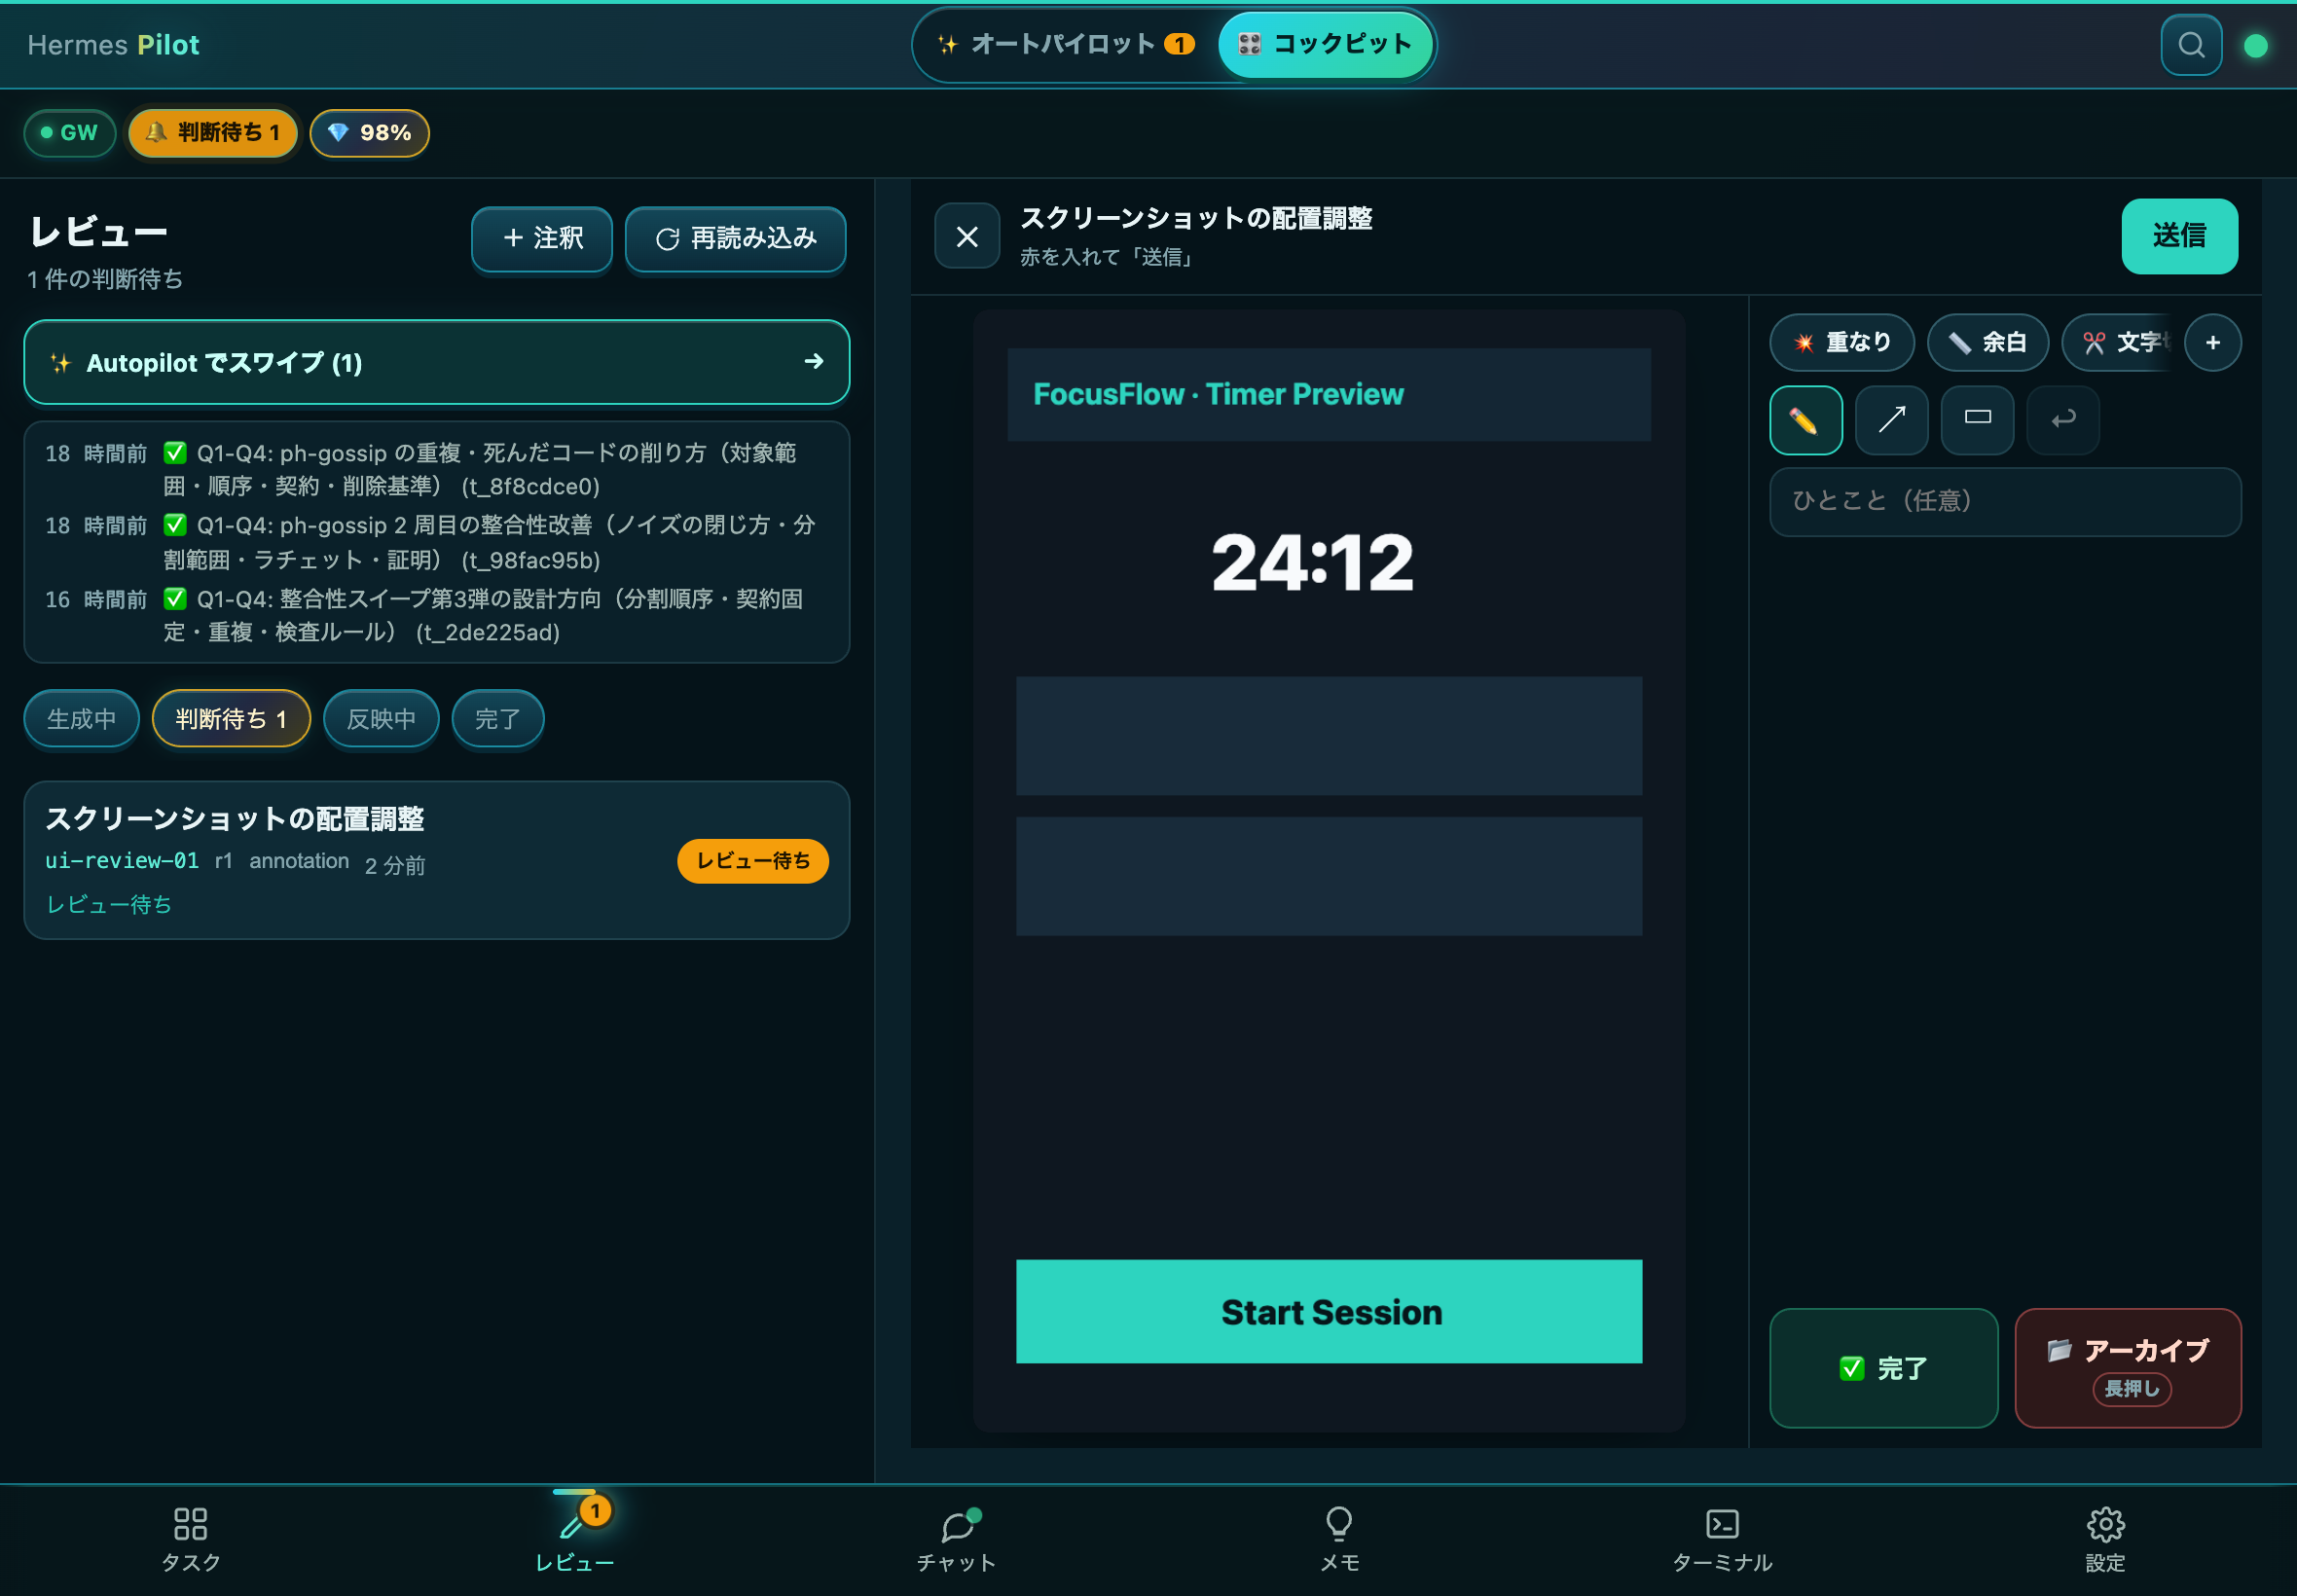 Hermes Pilot
✨ オートパイロット 1
🎛️ コックピット
GW
🔔 判断待ち 1
💎 98%
レビュー
1 件の判断待ち
+ 注釈
再読み込み
✨ Autopilot でスワイプ (1) →
18 時間前 ✅ Q1-Q4: ph-gossip の重複・死んだコードの削り方（対象範
囲・順序・契約・削除基準） (t_8f8cdce0)
18 時間前 ✅ Q1-Q4: ph-gossip 2 周目の整合性改善（ノイズの閉じ方・分
割範囲・ラチェット・証明） (t_98fac95b)
16 時間前 ✅ Q1-Q4: 整合性スイープ第3弾の設計方向（分割順序・契約固
定・重複・検査ルール） (t_2de225ad)
生成中
判断待ち 1
反映中
完了
スクリーンショットの配置調整
ui-review-01 r1 annotation 2 分前
レビュー待ち
レビュー待ち
スクリーンショットの配置調整
赤を入れて「送信」
送信
FocusFlow · Timer Preview
24:12
Start Session
💥 重なり
📏 余白
✂️ 文字
+
ひとこと（任意）
✅ 完了
📂 アーカイブ
長押し
タスク
1
レビュー
チャット
メモ
ターミナル
設定